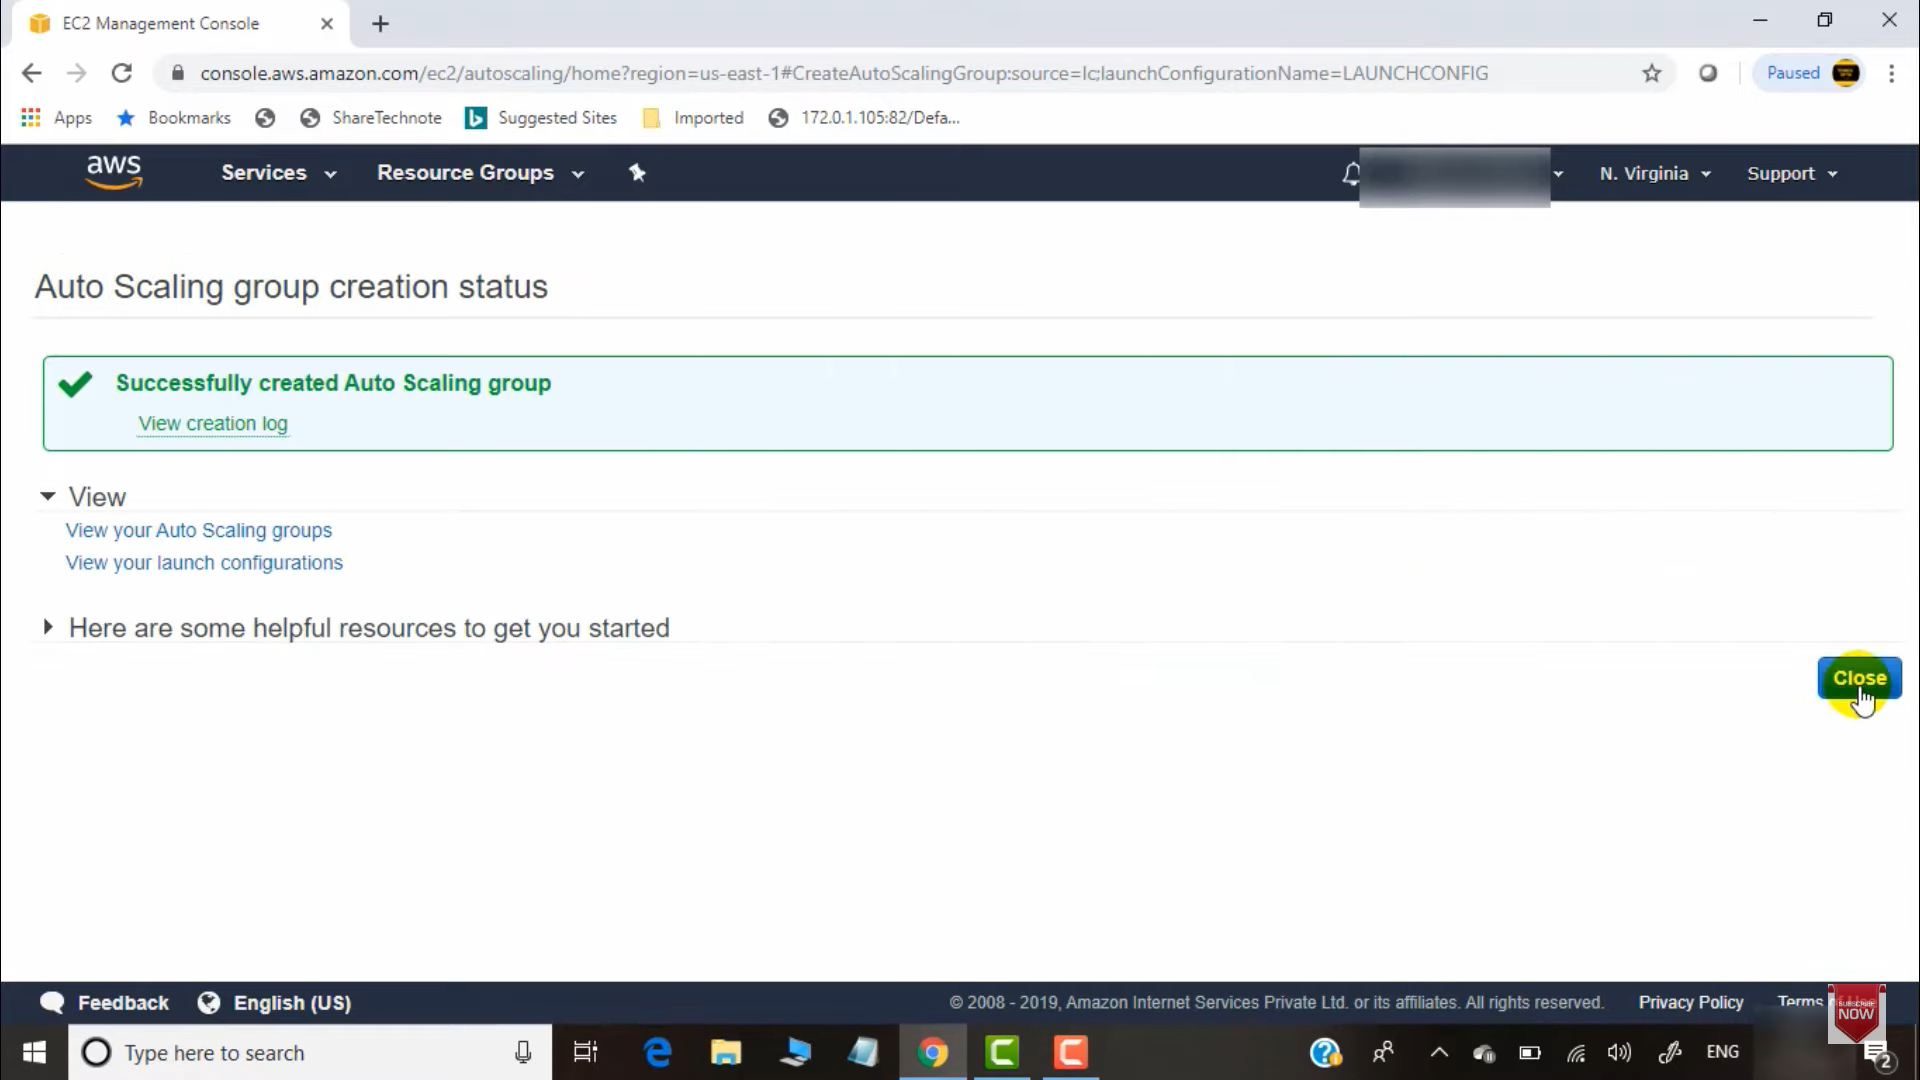 EC2 Management Console
console.aws.amazon.com/ec2/autoscaling/home?region=us-east-1#CreateAutoScalingGroup:source=lc;launchConfigurationName=LAUNCHCONFIG
Paused
Apps
Bookmarks
ShareTechnote
Suggested Sites
Imported
172.0.1.105:82/Defa...
aws
Services
Resource Groups
N. Virginia
Support
Auto Scaling group creation status
Successfully created Auto Scaling group
View creation log
View
View your Auto Scaling groups
View your launch configurations
Here are some helpful resources to get you started
Close
Feedback
English (US)
© 2008 - 2019, Amazon Internet Services Private Ltd. or its affiliates. All rights reserved.
Privacy Policy
Terms
SUBSCRIBE
NOW
Type here to search
ENG
2